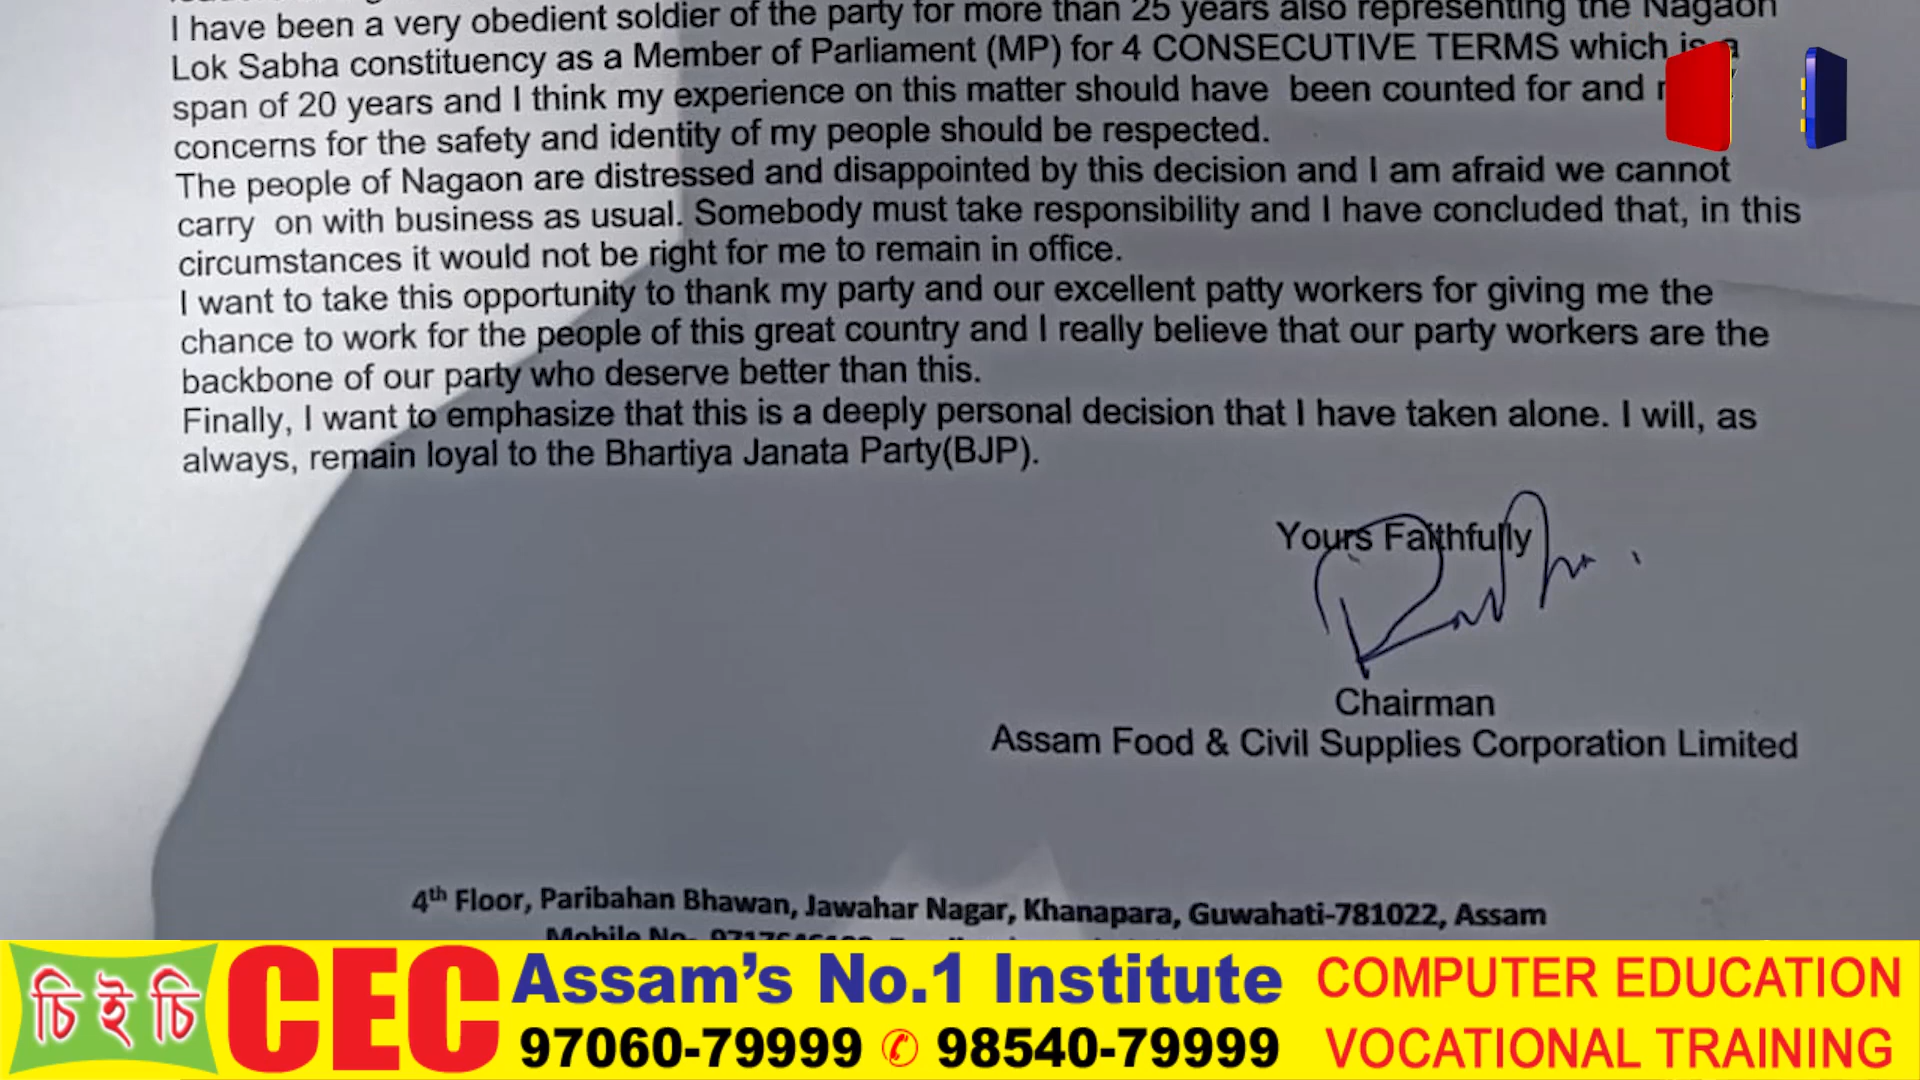 I have been a very obedient soldier of the party for more than 25 years also representing the Nagaon
Lok Sabha constituency as a Member of Parliament (MP) for 4 CONSECUTIVE TERMS which is a
span of 20 years and I think my experience on this matter should have been counted for and
concerns for the safety and identity of my people should be respected.
The people of Nagaon are distressed and disappointed by this decision and I am afraid we cannot
carry on with business as usual. Somebody must take responsibility and I have concluded that, in this
circumstances it would not be right for me to remain in office.
I want to take this opportunity to thank my party and our excellent patty workers for giving me the
chance to work for the people of this great country and I really believe that our party workers are the
backbone of our party who deserve better than this.
Finally, I want to emphasize that this is a deeply personal decision that I have taken alone. I will, as
always, remain loyal to the Bhartiya Janata Party(BJP).
Yours Faithfully
Chairman
Assam Food & Civil Supplies Corporation Limited
4th Floor, Paribahan Bhawan, Jawahar Nagar, Khanapara, Guwahati-781022, Assam
Mobile No.
চি ই চি CEC Assam's No.1 Institute COMPUTER EDUCATION
97060-79999 ✆ 98540-79999 VOCATIONAL TRAINING